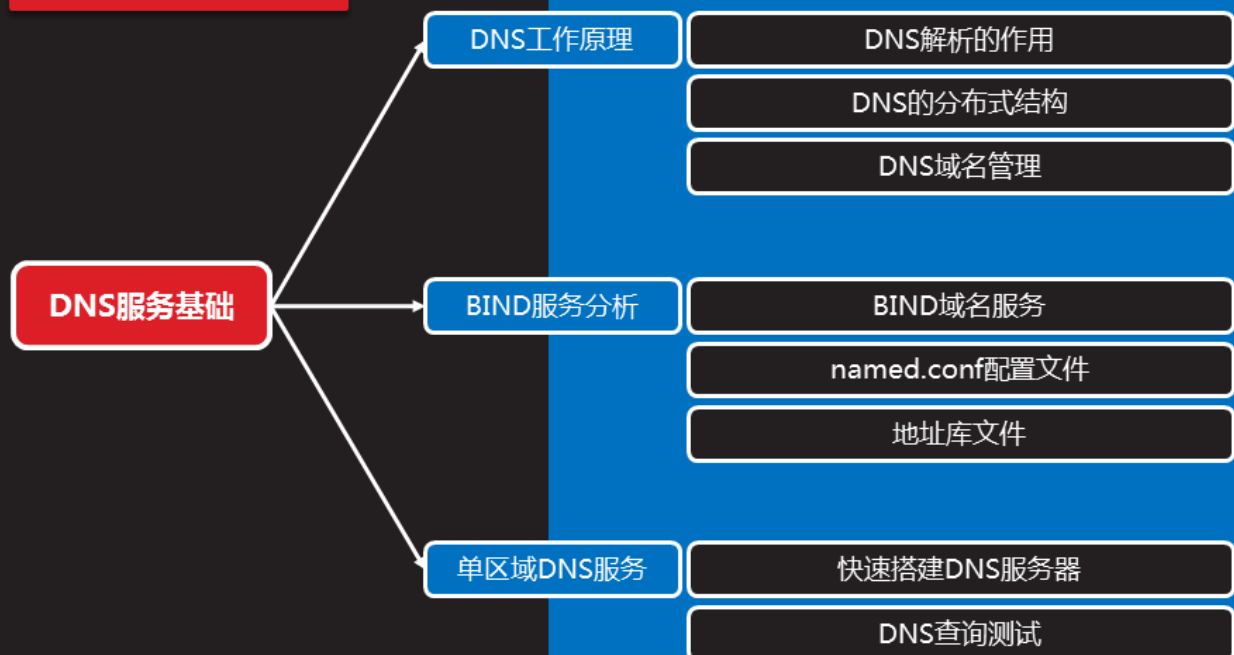 DNS服务基础
DNS工作原理
DNS解析的作用
DNS的分布式结构
DNS域名管理
BIND服务分析
BIND域名服务
named.conf配置文件
地址库文件
单区域DNS服务
快速搭建DNS服务器
DNS查询测试